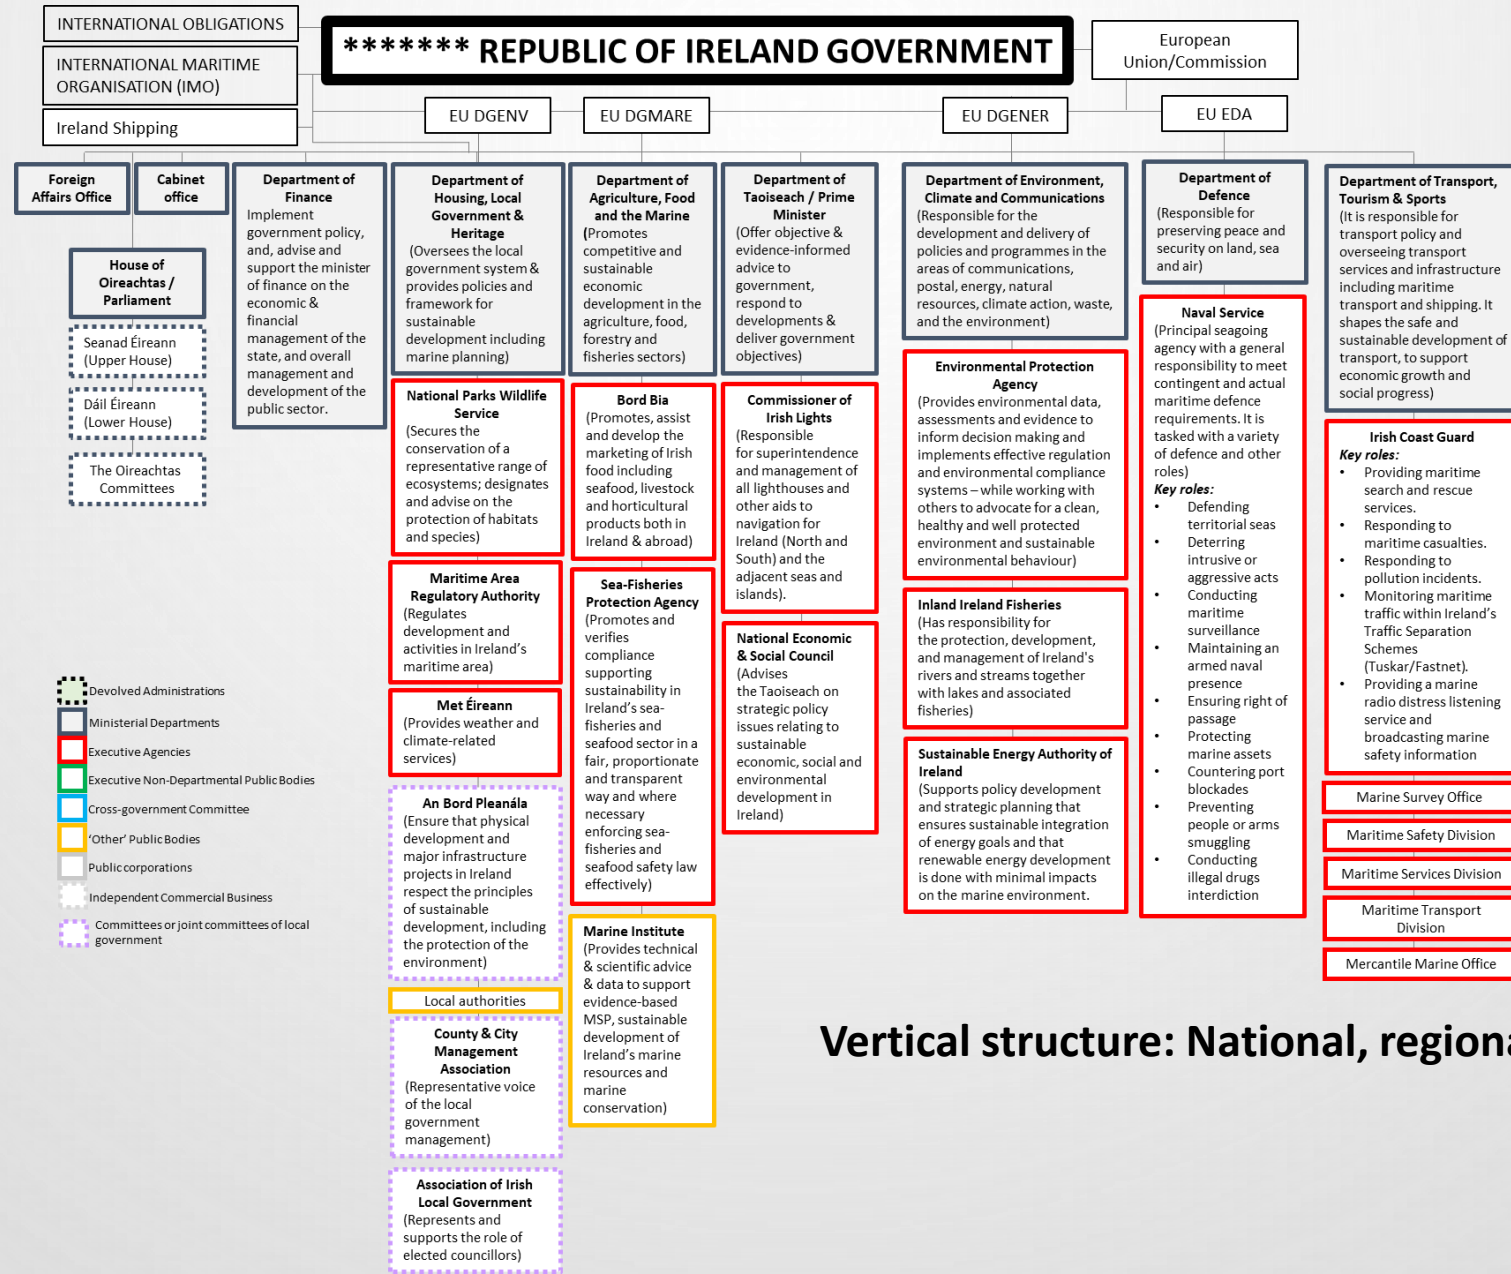 INTERNATIONAL OBLIGATIONS
INTERNATIONAL MARITIME
ORGANISATION (IMO)
Ireland Shipping
******* REPUBLIC OF IRELAND GOVERNMENT
European
Union/Commission
EU DGENV
EU DGMARE
EU DGENER
EU EDA
Foreign
Affairs Office
Cabinet
office
House of
Oireachtas /
Parliament
Seanad Éireann
(Upper House)
Dáil Éireann
(Lower House)
The Oireachtas
Committees
Department of
Finance
Implement
government policy,
and, advise and
support the minister
of finance on the
economic &
financial
management of the
state, and overall
management and
development of the
public sector.
Department of
Housing, Local
Government &
Heritage
(Oversees the local
government system &
provides policies and
framework for
sustainable
development including
marine planning)
National Parks Wildlife
Service
(Secures the
conservation of a
representative range of
ecosystems; designates
and advise on the
protection of habitats
and species)
Maritime Area
Regulatory Authority
(Regulates
development and
activities in Ireland's
maritime area)
Met Éireann
(Provides weather and
climate-related
services)
An Bord Pleanála
(Ensure that physical
development and
major infrastructure
projects in Ireland
respect the principles
of sustainable
development, including
the protection of the
environment)
Local authorities
County & City
Management
Association
(Representative voice
of the local
government
management)
Association of Irish
Local Government
(Represents and
supports the role of
elected councillors)
Department of
Agriculture, Food
and the Marine
(Promotes
competitive and
sustainable
economic
development in the
agriculture, food,
forestry and
fisheries sectors)
Bord Bia
(Promotes, assist
and develop the
marketing of Irish
food including
seafood, livestock
and horticultural
products both in
Ireland & abroad)
Sea-Fisheries
Protection Agency
(Promotes and
verifies
compliance
supporting
sustainability in
Ireland's sea-
fisheries and
seafood sector in a
fair, proportionate
and transparent
way and where
necessary
enforcing sea-
fisheries and
seafood safety law
effectively)
Marine Institute
(Provides technical
& scientific advice
& data to support
evidence-based
MSP, sustainable
development of
Ireland's marine
resources and
marine
conservation)
Department of
Taoiseach / Prime
Minister
(Offer objective &
evidence-informed
advice to
government,
respond to
developments &
deliver government
objectives)
Commissioner of
Irish Lights
(Responsible
for superintendence
and management of
all lighthouses and
other aids to
navigation for
Ireland (North and
South) and the
adjacent seas and
islands).
National Economic
& Social Council
(Advises
the Taoiseach on
strategic policy
issues relating to
sustainable
economic, social and
environmental
development in
Ireland)
Department of Environment,
Climate and Communications
(Responsible for the
development and delivery of
policies and programmes in the
areas of communications,
postal, energy, natural
resources, climate action, waste,
and the environment)
Environmental Protection
Agency
(Provides environmental data,
assessments and evidence to
inform decision making and
implements effective regulation
and environmental compliance
systems – while working with
others to advocate for a clean,
healthy and well protected
environment and sustainable
environmental behaviour)
Inland Ireland Fisheries
(Has responsibility for
the protection, development,
and management of Ireland's
rivers and streams together
with lakes and associated
fisheries)
Sustainable Energy Authority of
Ireland
(Supports policy development
and strategic planning that
ensures sustainable integration
of energy goals and that
renewable energy development
is done with minimal impacts
on the marine environment.
Department of
Defence
(Responsible for
preserving peace and
security on land, sea
and air)
Naval Service
(Principal seagoing
agency with a general
responsibility to meet
contingent and actual
maritime defence
requirements. It is
tasked with a variety
of defence and other
roles)
Key roles:
• Defending
territorial seas
• Deterring
intrusive or
aggressive acts
• Conducting
maritime
surveillance
• Maintaining an
armed naval
presence
• Ensuring right of
passage
• Protecting
marine assets
• Countering port
blockades
• Preventing
people or arms
smuggling
• Conducting
illegal drugs
interdiction
Department of Transport,
Tourism & Sports
(It is responsible for
transport policy and
overseeing transport
services and infrastructure
including maritime
transport and shipping. It
shapes the safe and
sustainable development of
transport, to support
economic growth and
social progress)
Irish Coast Guard
Key roles:
• Providing maritime
search and rescue
services.
• Responding to
maritime casualties.
• Responding to
pollution incidents.
• Monitoring maritime
traffic within Ireland's
Traffic Separation
Schemes
(Tuskar/Fastnet).
• Providing a marine
radio distress listening
service and
broadcasting marine
safety information
Marine Survey Office
Maritime Safety Division
Maritime Services Division
Maritime Transport
Division
Mercantile Marine Office
Devolved Administrations
Ministerial Departments
Executive Agencies
Executive Non-Departmental Public Bodies
Cross-government Committee
'Other' Public Bodies
Public corporations
Independent Commercial Business
Committees or joint committees of local
government
Vertical structure: National, regiona